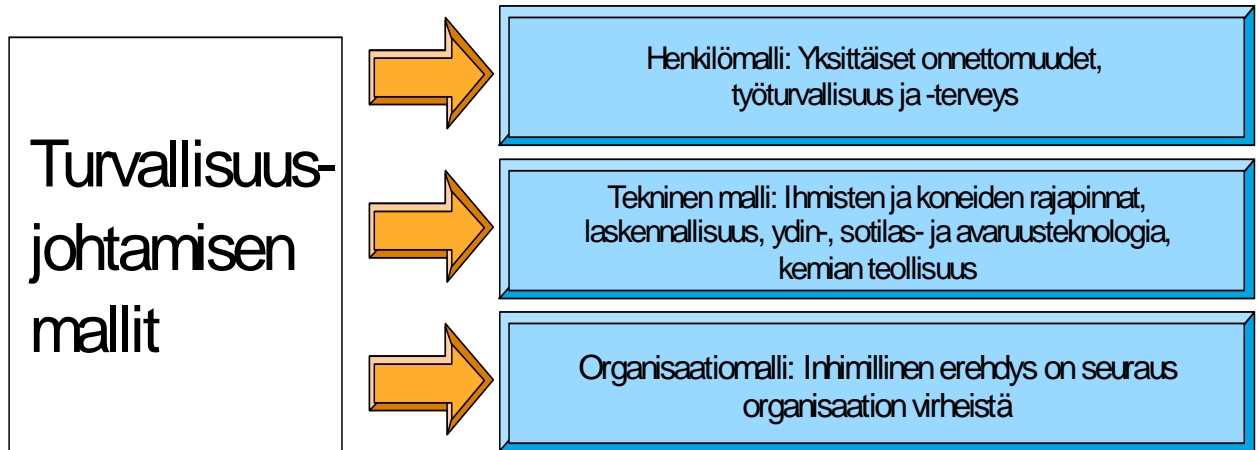 Turvallisuus-
johtamisen
mallit
Henkilömalli: Yksittäiset onnettomuudet,
työturvallisuus ja -terveys
Tekninen malli: Ihmisten ja koneiden rajapinnat,
laskennallisuus, ydin-, sotilas- ja avaruusteknologia,
kemian teollisuus
Organisaatiomalli: Inhimillinen erehdys on seuraus
organisaation virheistä